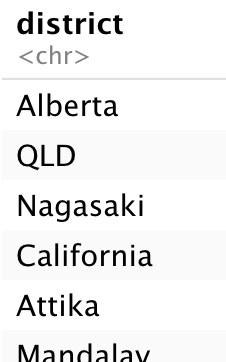 district
<chr>
Alberta
QLD
Nagasaki
California
Attika
Mandalay